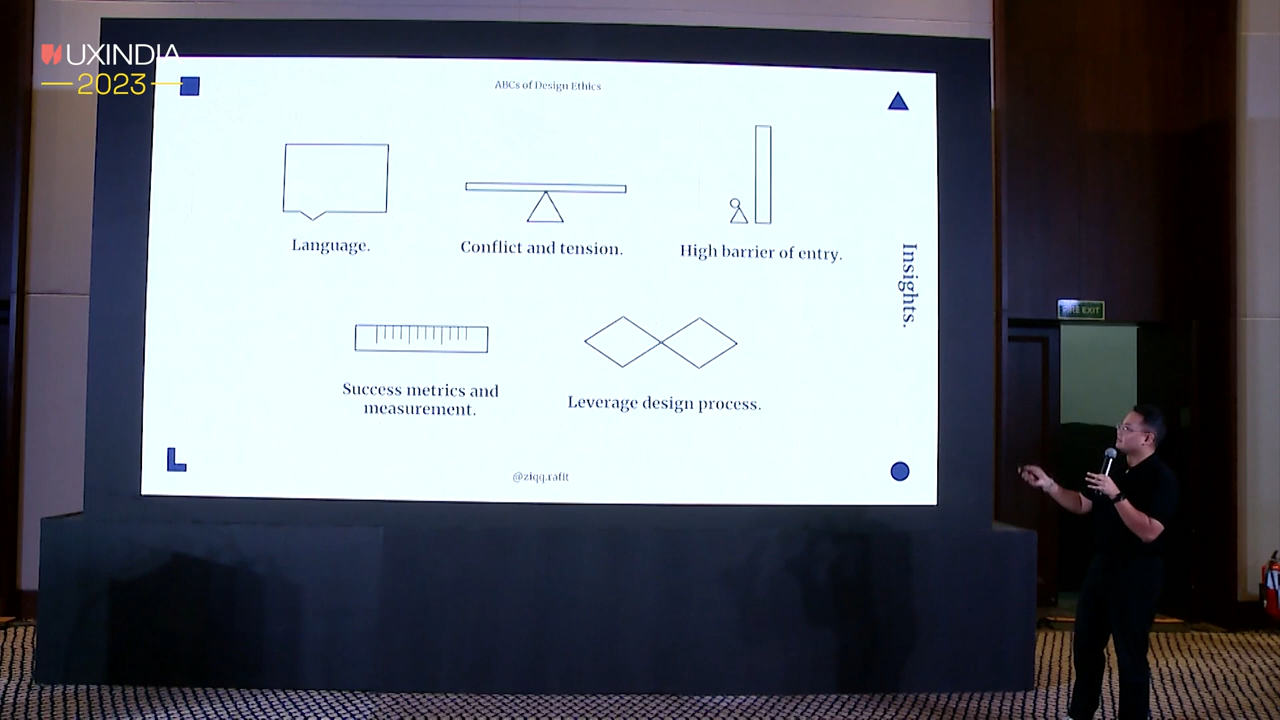 UXINDIA
2023
ABCs of Design Ethics
Language.
Conflict and tension.
High barrier of entry.
Insights.
Success metrics and
measurement.
Leverage design process.
@ziqq.rafit
FIRE EXIT